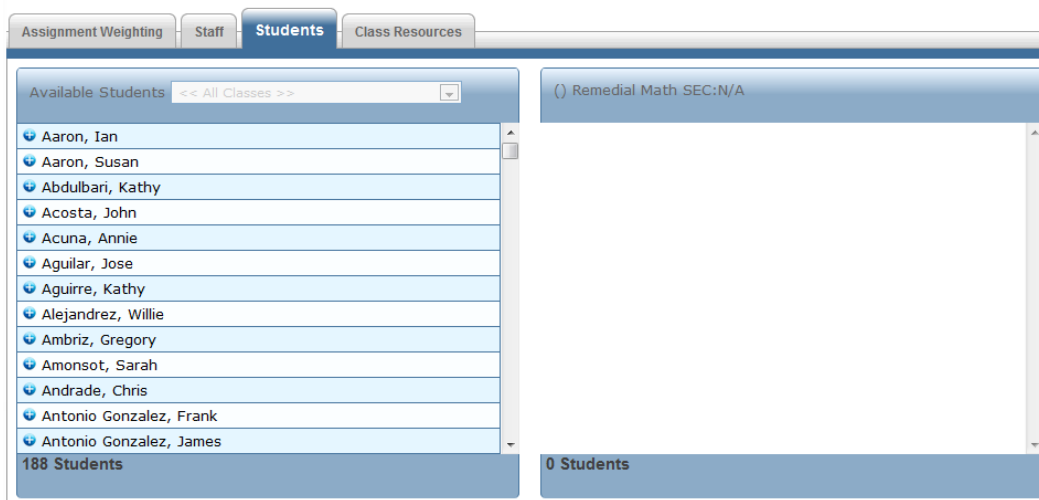 Assignment Weighting Staff Students Class Resources
Available Students << All Classes >>
() Remedial Math SEC:N/A
Aaron, Ian
Aaron, Susan
Abdulbari, Kathy
Acosta, John
Acuna, Annie
Aguilar, Jose
Aguirre, Kathy
Alejandrez, Willie
Ambriz, Gregory
Amonsot, Sarah
Andrade, Chris
Antonio Gonzalez, Frank
Antonio Gonzalez, James
188 Students
0 Students